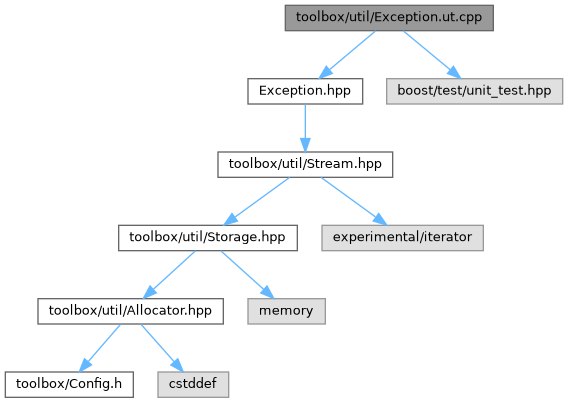 toolbox/util/Exception.ut.cpp
Exception.hpp
boost/test/unit_test.hpp
toolbox/util/Stream.hpp
toolbox/util/Storage.hpp
experimental/iterator
toolbox/util/Allocator.hpp
memory
toolbox/Config.h
cstddef